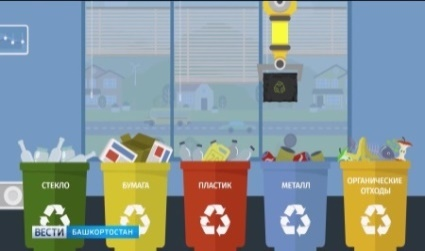 СТЕКЛО
БУМАГА
ПЛАСТИК
МЕТАЛЛ
ОРГАНИЧЕСКИЕ
ОТХОДЫ
ВЕСТИ БАШКОРТОСТАН